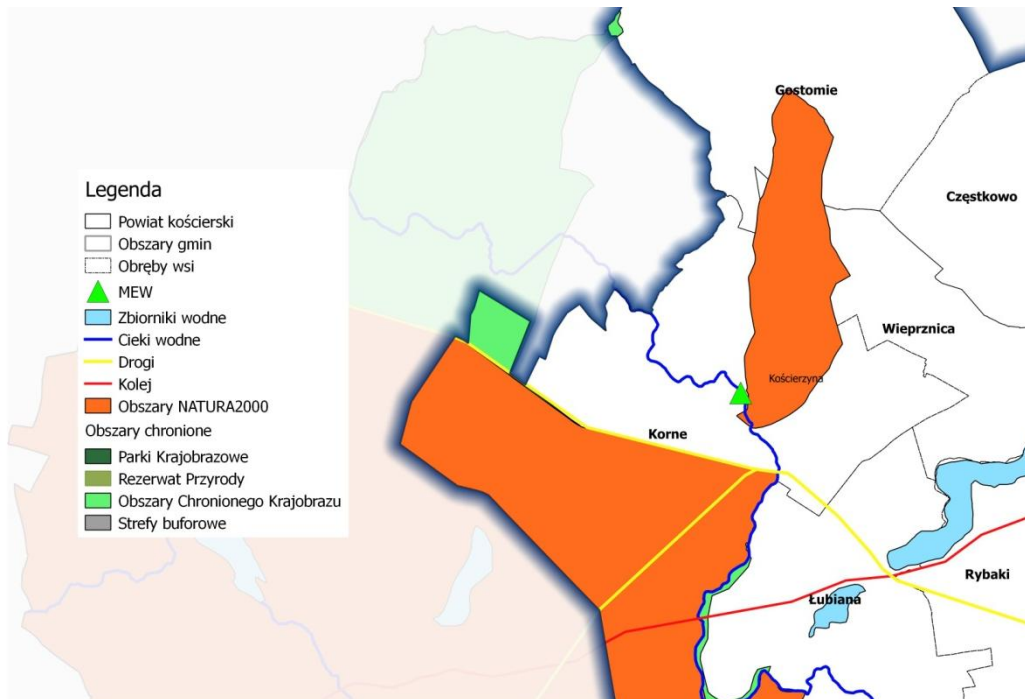 Gostomie
Częstkowo
Legenda
Powiat kościerski
Obszary gmin
Obręby wsi
MEW
Zbiorniki wodne
Cieki wodne
Drogi
Kolej
Obszary NATURA2000
Obszary chronione
Parki Krajobrazowe
Rezerwat Przyrody
Obszary Chronionego Krajobrazu
Strefy buforowe
Wieprznica
Kościerzyna
Korne
Rybaki
Łubiana